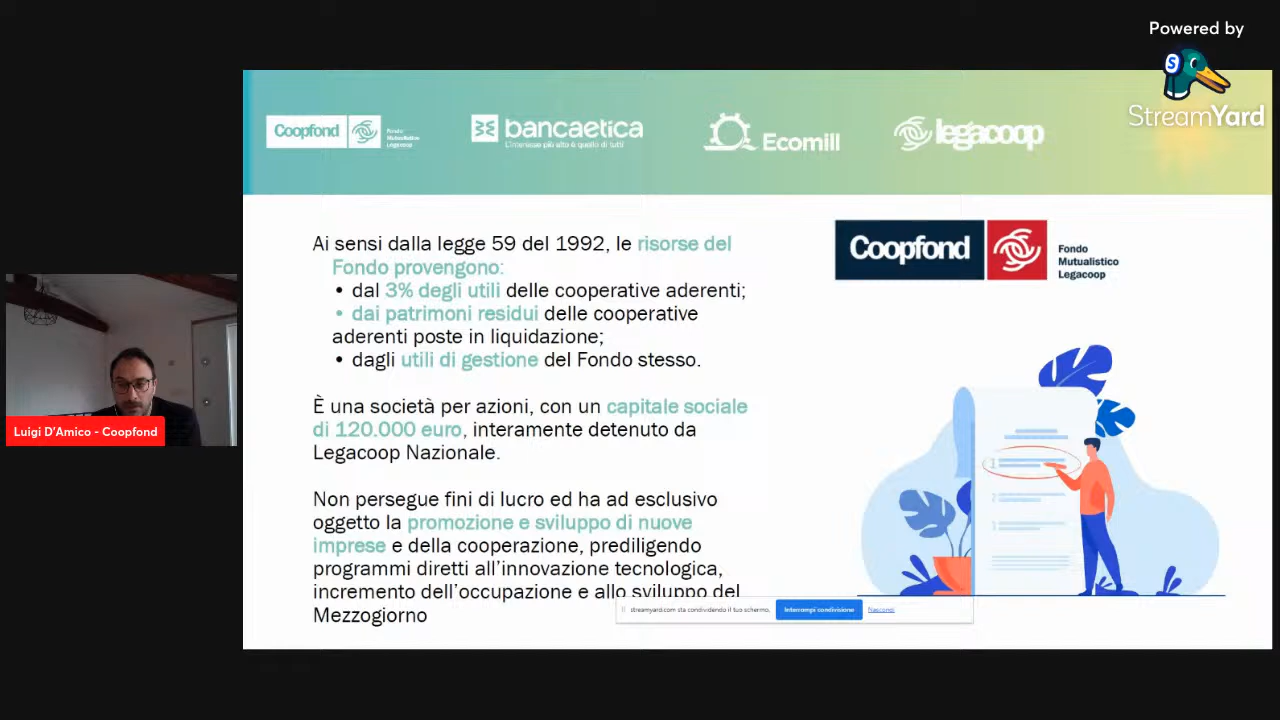 Powered by
StreamYard
Coopfond
Fondo
Mutualistico
Legacoop
bancaetica
L'interesse più alto è quello di tutti
Ecomill
legacoop
Ai sensi dalla legge 59 del 1992, le risorse del
Fondo provengono:
• dal 3% degli utili delle cooperative aderenti;
• dai patrimoni residui delle cooperative
aderenti poste in liquidazione;
• dagli utili di gestione del Fondo stesso.
È una società per azioni, con un capitale sociale
di 120.000 euro, interamente detenuto da
Legacoop Nazionale.
Non persegue fini di lucro ed ha ad esclusivo
oggetto la promozione e sviluppo di nuove
imprese e della cooperazione, prediligendo
programmi diretti all'innovazione tecnologica,
incremento dell'occupazione e allo sviluppo del
Mezzogiorno
Coopfond
Fondo
Mutualistico
Legacoop
1
2
3
streamyard.com sta condividendo il tuo schermo.
Interrompi condivisione
Nascondi
Luigi D'Amico - Coopfond